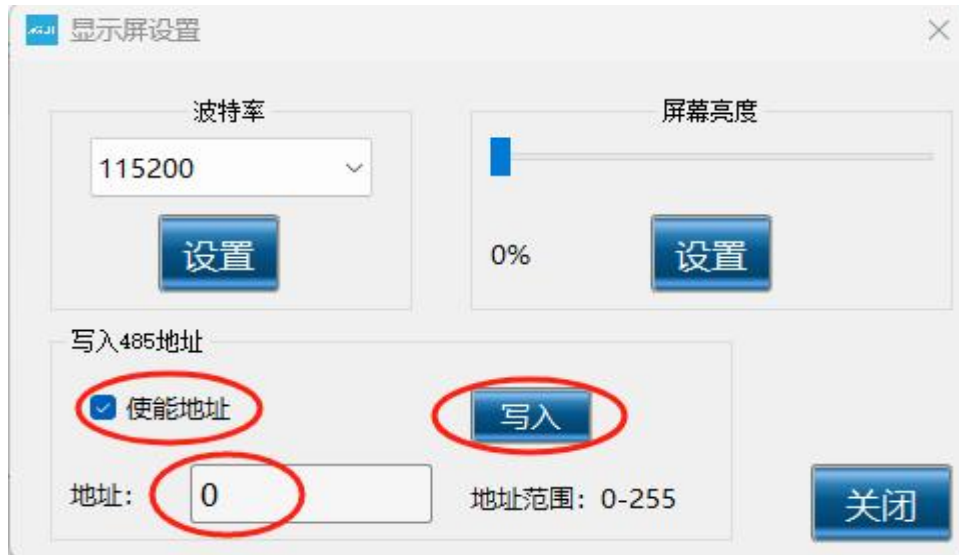 显示屏设置
波特率
115200
设置
屏幕亮度
0%
设置
写入485地址
使能地址
写入
地址:
0
地址范围: 0-255
关闭